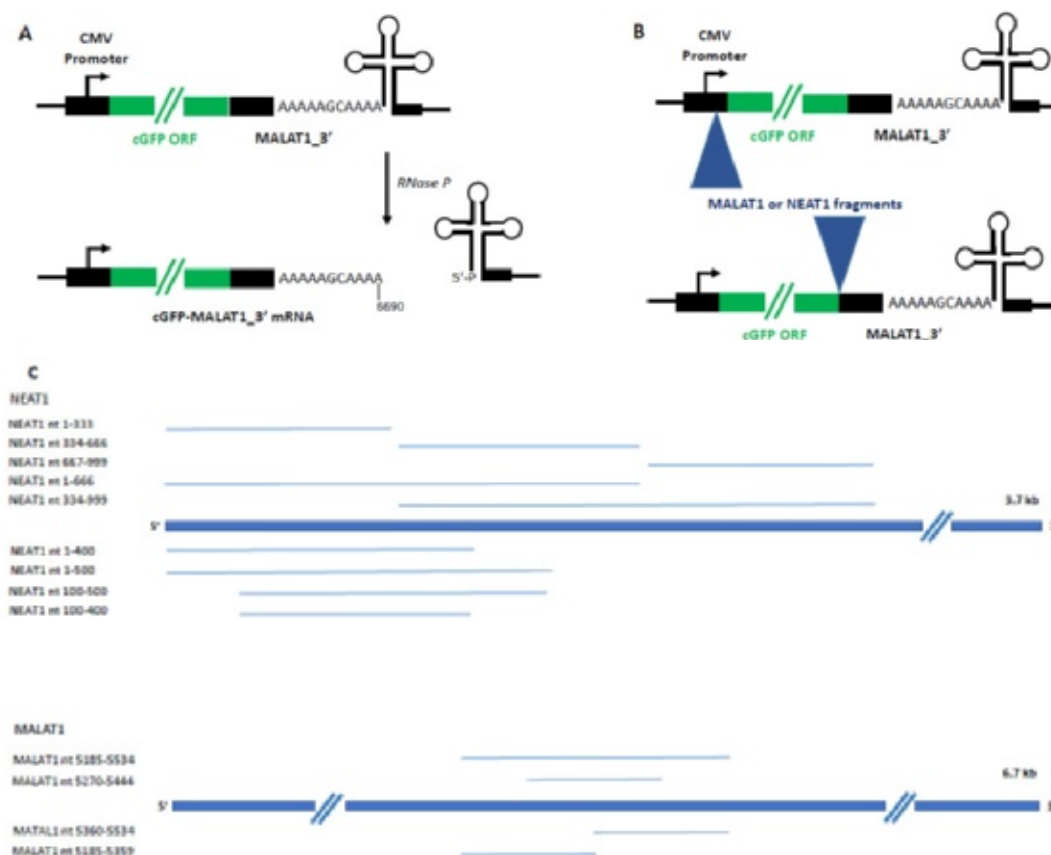 A
CMV
Promoter
AAAAAGCAAAA
cGFP ORF
MALAT1_3'
RNase P
5'-P
AAAAAGCAAAA
6690
cGFP-MALAT1_3' mRNA
B
CMV
Promoter
AAAAAGCAAAA
cGFP ORF
MALAT1_3'
MALAT1 or NEAT1 fragments
AAAAAGCAAAA
cGFP ORF
MALAT1_3'
C
NEAT1
NEAT1 nt 1-333
NEAT1 nt 334-666
NEAT1 nt 667-999
NEAT1 nt 1-666
NEAT1 nt 334-999
3.7 kb
5'
NEAT1 nt 1-400
NEAT1 nt 1-500
NEAT1 nt 100-500
NEAT1 nt 100-400
MALAT1
MALAT1 nt 5185-5534
MALAT1 nt 5270-5444
6.7 kb
5'
MATAL1 nt 5360-5534
MALAT1 nt 5185-5359